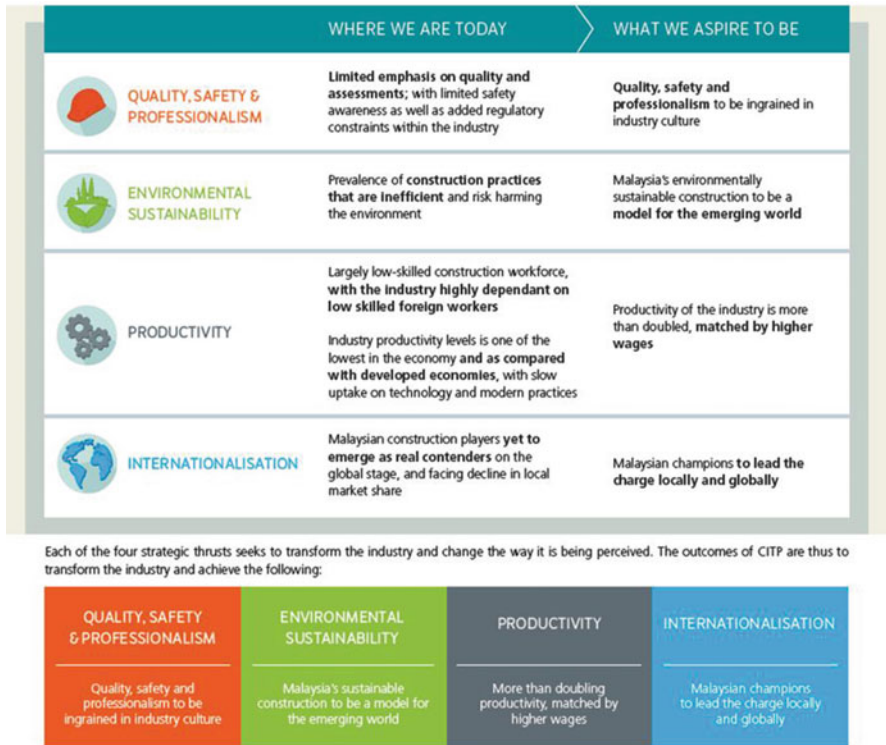 WHERE WE ARE TODAY
WHAT WE ASPIRE TO BE
QUALITY, SAFETY &
PROFESSIONALISM
Limited emphasis on quality and
assessments; with limited safety
awareness as well as added regulatory
constraints within the industry
Quality, safety and
professionalism to be ingrained in
industry culture
ENVIRONMENTAL
SUSTAINABILITY
Prevalence of construction practices
that are inefficient and risk harming
the environment
Malaysia's environmentally
sustainable construction to be a
model for the emerging world
PRODUCTIVITY
Largely low-skilled construction workforce,
with the industry highly dependant on
low skilled foreign workers
Industry productivity levels is one of the
lowest in the economy and as compared
with developed economies, with slow
uptake on technology and modern practices
Productivity of the industry is more
than doubled, matched by higher
wages
INTERNATIONALISATION
Malaysian construction players yet to
emerge as real contenders on the
global stage, and facing decline in local
market share
Malaysian champions to lead the
charge locally and globally
Each of the four strategic thrusts seeks to transform the industry and change the way it is being perceived. The outcomes of CITP are thus to
transform the industry and achieve the following:
QUALITY, SAFETY
& PROFESSIONALISM
Quality, safety and
professionalism to be
ingrained in industry culture
ENVIRONMENTAL
SUSTAINABILITY
Malaysia's sustainable
construction to be a model for
the emerging world
PRODUCTIVITY
More than doubling
productivity, matched by
higher wages
INTERNATIONALISATION
Malaysian champions
to lead the charge locally
and globally